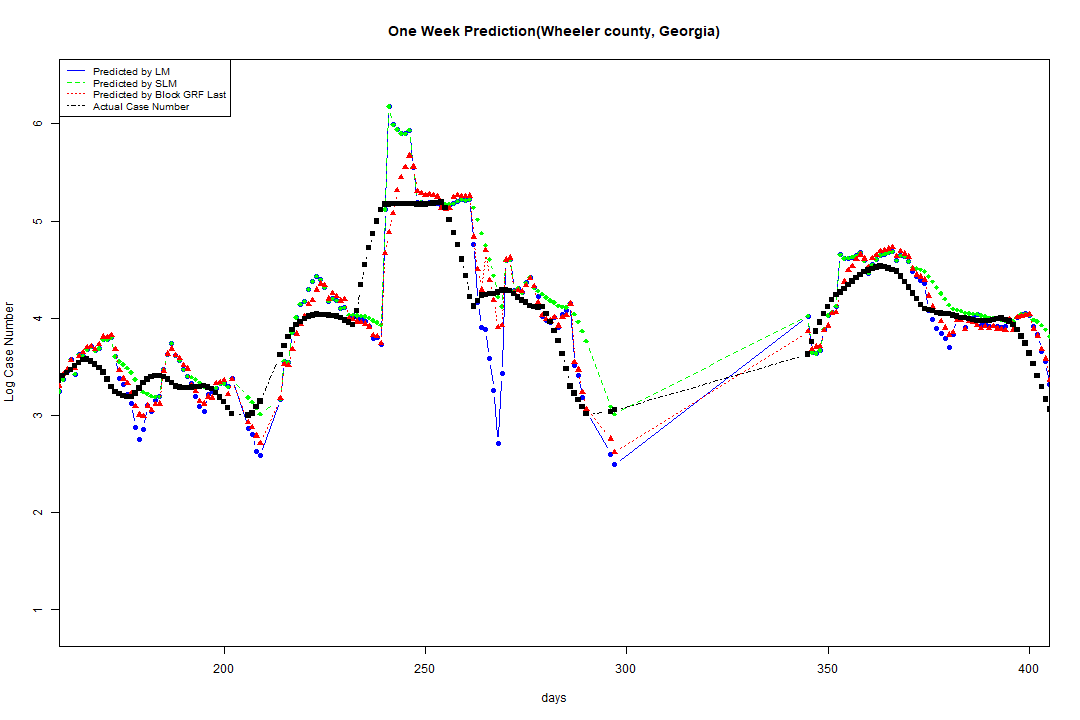 One Week Prediction(Wheeler county, Georgia)
Predicted by LM
Predicted by SLM
Predicted by Block GRF Last
Actual Case Number
6
5
4
3
2
1
Log Case Number
200 250 300 350 400
days